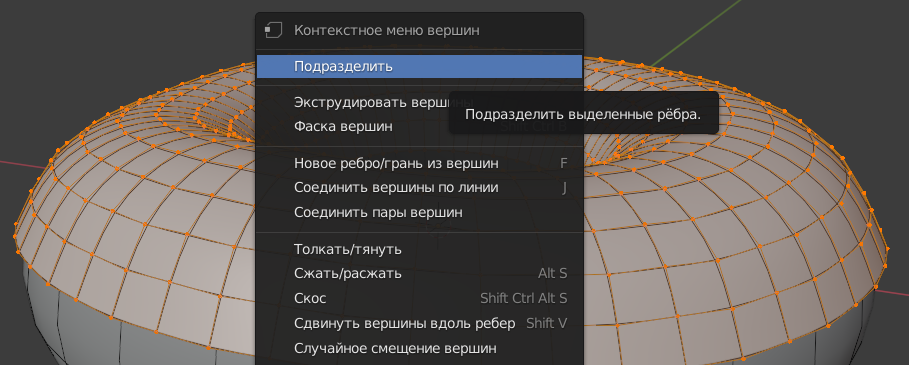 Контекстное меню вершин
Подразделить
Экструдировать
Подразделить выделенные рёбра.
Фаска вершин
Новое ребро/грань из вершин F
Соединить вершины по линии J
Соединить пары вершин
Толкать/тянуть
Сжать/расжать Alt S
Скос Shift Ctrl Alt S
Сдвинуть вершины вдоль ребер Shift V
Случайное смещение вершин